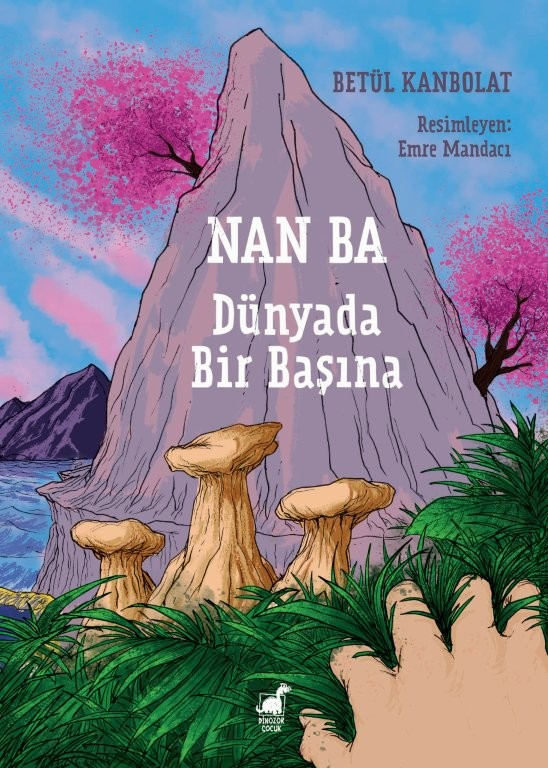 BETÜL KANBOLAT
Resimleyen:
Emre Mandacı
NAN BA
Dünyada
Bir Başına
DİNOZOR
ÇOCUK